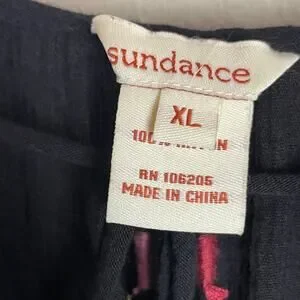 sundance
XL
100%
RN 106205
MADE IN CHINA